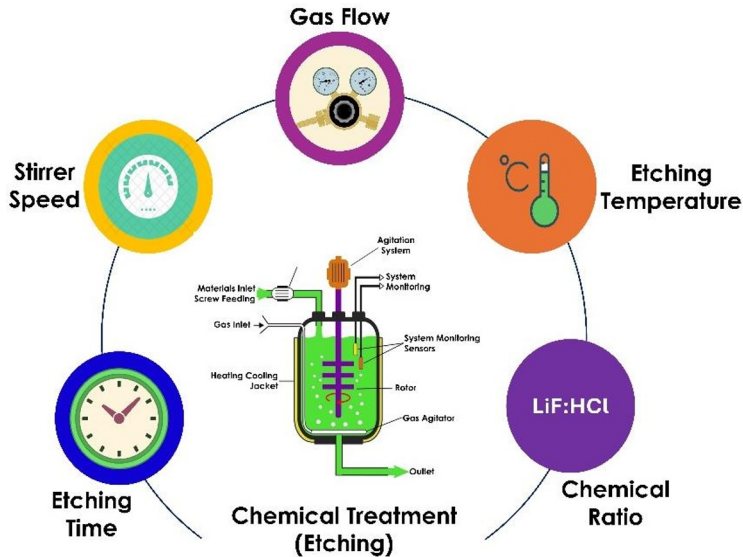 Gas Flow
Stirrer
Speed
°C
Etching
Temperature
Agitation
System
Materials Inlet
Screw Feeding
System
Monitoring
Gas Inlet
System Monitoring
Sensors
Heating Cooling
Jacket
Rotor
Gas Agitator
Outlet
LiF:HCl
Etching
Time
Chemical Treatment
(Etching)
Chemical
Ratio